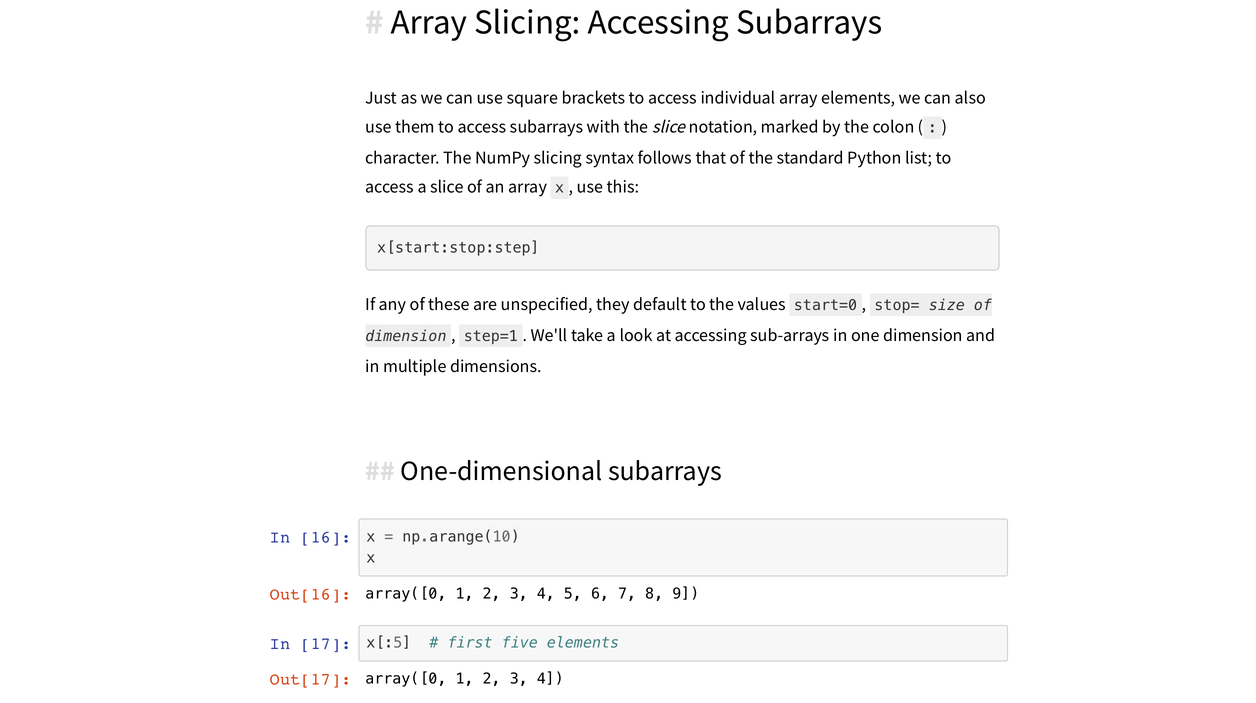 # Array Slicing: Accessing Subarrays
Just as we can use square brackets to access individual array elements, we can also
use them to access subarrays with the slice notation, marked by the colon ( : )
character. The NumPy slicing syntax follows that of the standard Python list; to
access a slice of an array x , use this:
x[start:stop:step]
If any of these are unspecified, they default to the values start=0 , stop= size of
dimension , step=1 . We'll take a look at accessing sub-arrays in one dimension and
in multiple dimensions.
## One-dimensional subarrays
In [16]: x = np.arange(10)
x
Out[16]: array([0, 1, 2, 3, 4, 5, 6, 7, 8, 9])
In [17]: x[:5]  # first five elements
Out[17]: array([0, 1, 2, 3, 4])